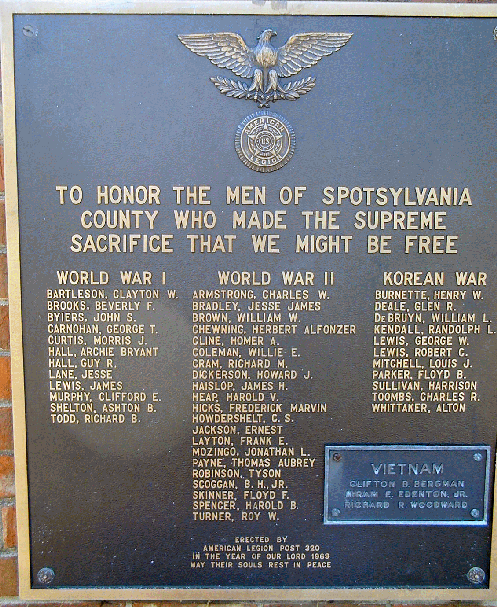 AMERICAN
US
LEGION
TO HONOR THE MEN OF SPOTSYLVANIA
COUNTY WHO MADE THE SUPREME
SACRIFICE THAT WE MIGHT BE FREE
WORLD WAR I
BARTLESON, CLAYTON W.
BROOKS, BEVERLEY F.
BYIERS, JOHN S.
CARNOHAN, GEORGE T.
CURTIS, MORRIS J.
HALL, ARCHIE BRYANT
HALL, GUY R.
LANE, JESSE
LEWIS, JAMES
MURPHY, CLIFFORD E.
SHELTON, ASHTON B.
TODD, RICHARD B.
WORLD WAR II
ARMSTRONG, CHARLES W.
BRADLEY, JESSE JAMES
BROWN, WILLIAM W.
CHEWNING, HERBERT ALFONZER
CLINE, HOMER A.
COLEMAN, WILLIE E.
CRAM, RICHARD M.
DICKERSON, HOWARD J.
HAISLOP, JAMES H.
HEAP, HAROLD V.
HICKS, FREDERICK MARVIN
HOWDERSHELT, C. S.
JACKSON, ERNEST
LAYTON, FRANK E.
MOZINGO, JONATHAN L.
PAYNE, THOMAS AUBREY
ROBINSON, TYSON
SCOGGAN, B. H., JR.
SKINNER, FLOYD F.
SPENCER, HAROLD B.
TURNER, ROY W.
KOREAN WAR
BURNETTE, HENRY W.
DEALE, GLEN R.
DeBRUYN, WILLIAM L.
KENDALL, RANDOLPH L.
LEWIS, GEORGE W.
LEWIS, ROBERT C.
MITCHELL, LOUIS J.
PARKER, FLOYD B.
SULLIVAN, HARRISON
TOOMBS, CHARLES R.
WHITTAKER, ALTON
VIETNAM
CLIFTON B. BERGMAN
HIRAM E. EDENTON, JR.
RICHARD P. WOODWARD
ERECTED BY
AMERICAN LEGION POST 320
IN THE YEAR OF OUR LORD 1963
MAY THEIR SOULS REST IN PEACE